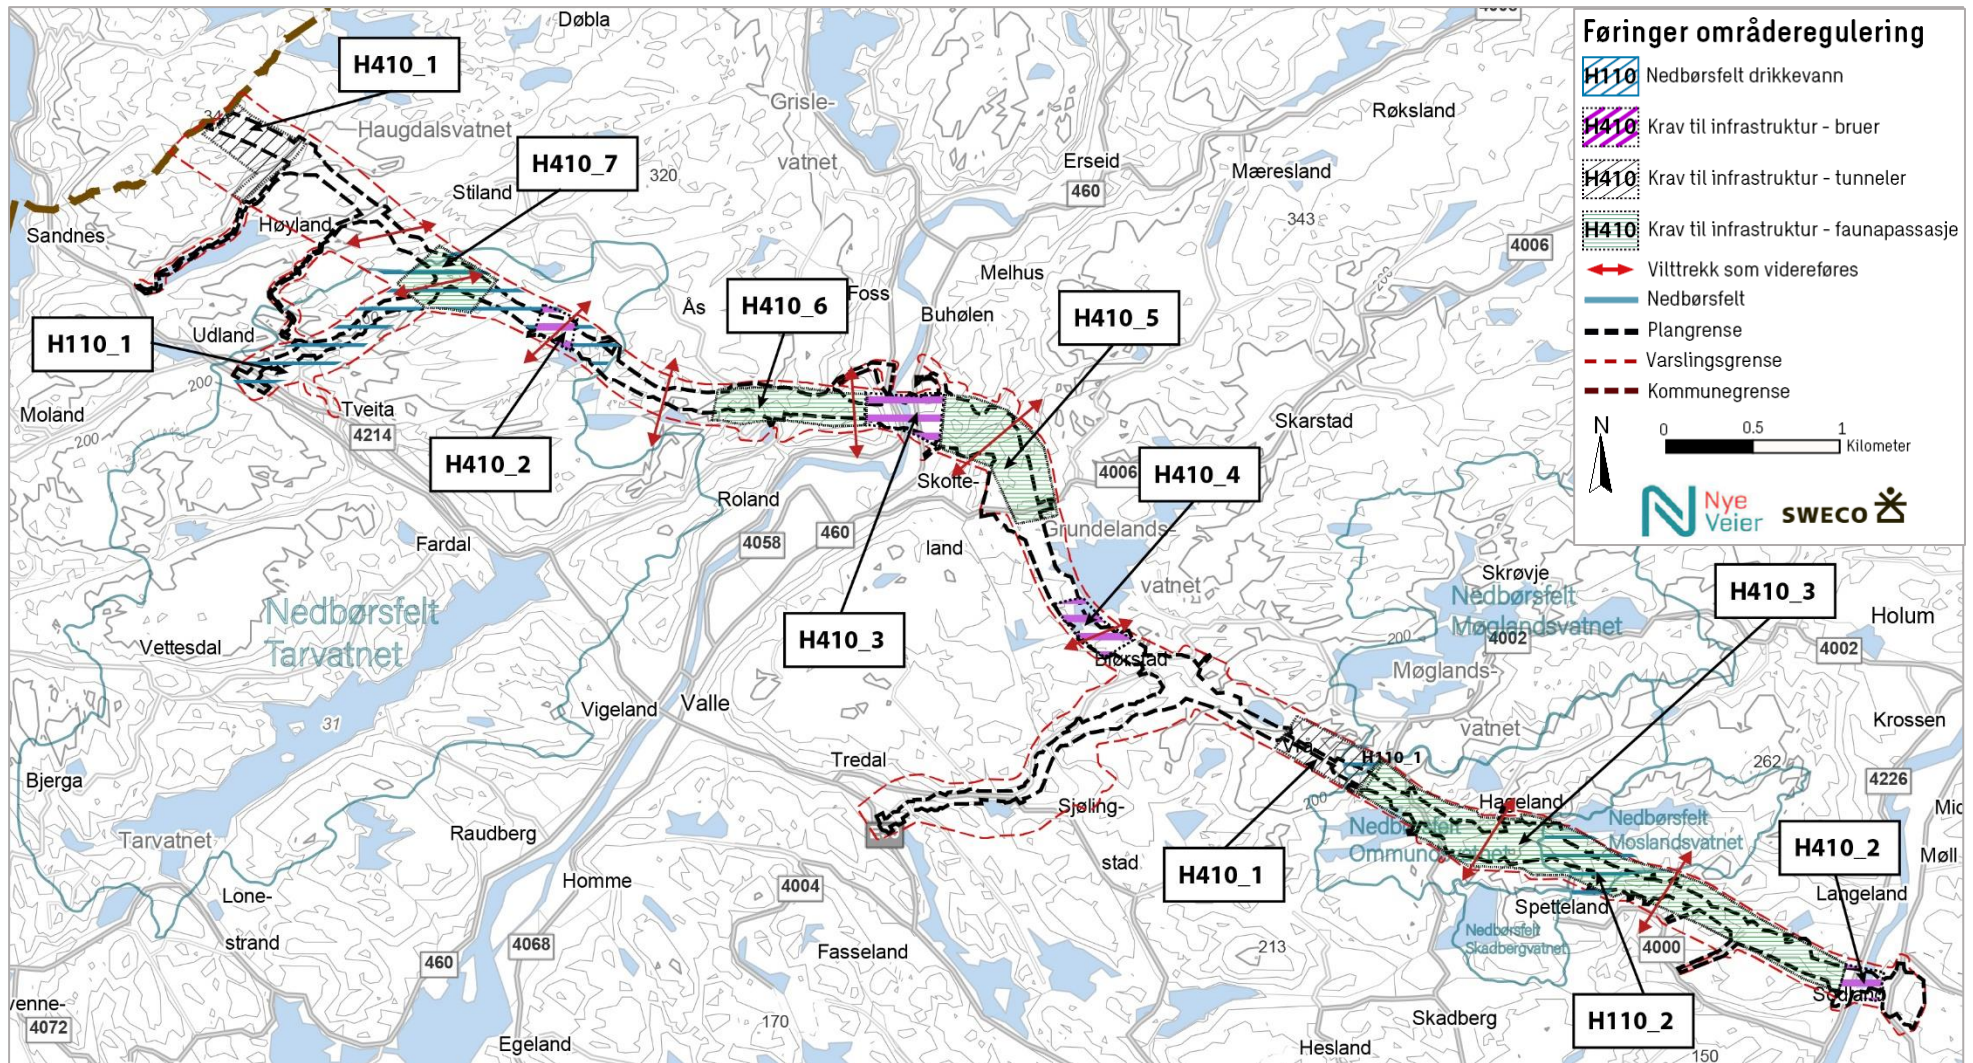 Døbla
H410_1
Haugdalsvatnet
Grisle-
vatnet
Røksland
H410_7
Stiland
320
Erseid
460
Mæresland
343
4006
Sandnes
Høyland
Melhus
200
Ås
H410_6
Foss
Buhølen
H410_5
H110_1
Udland
200
Moland
200
Tveita
4214
H410_2
Skarstad
Skotte-
4006
H410_4
Roland
Grundelands-
460
4058
land
Fardal
vatnet
Skrøvje
H410_3
Nedbørsfelt
Tarvatnet
Nedbørsfelt
Møglandsvatnet
4002
Holum
200
H410_3
Vettesdal
Bjørstad
4002
Møglands-
vatnet
31
Vigeland
Valle
Krossen
Bjerga
Tredal
H110_1
262
4226
200
Hageland
Sjøling-
stad
Nedbørsfelt
Moslandsvatnet
Tarvatnet
Raudberg
H410_2
Møll
H410_1
Langeland
Lone-
strand
Homme
4004
Spetteland
Nedbørsfelt
Skadbergvatnet
4000
460
4068
Fasseland
213
4072
H110_2
Skadberg
170
Egeland
Hesland
150
Føringer områderegulering
H110 Nedbørsfelt drikkevann
H410 Krav til infrastruktur - bruer
H410 Krav til infrastruktur - tunneler
H410 Krav til infrastruktur - faunapassasje
Vilttrekk som videreføres
Nedbørsfelt
Plangrense
Varslingsgrense
Kommunegrense
N
0 0.5 1
Kilometer
Nye
Veier
SWECO